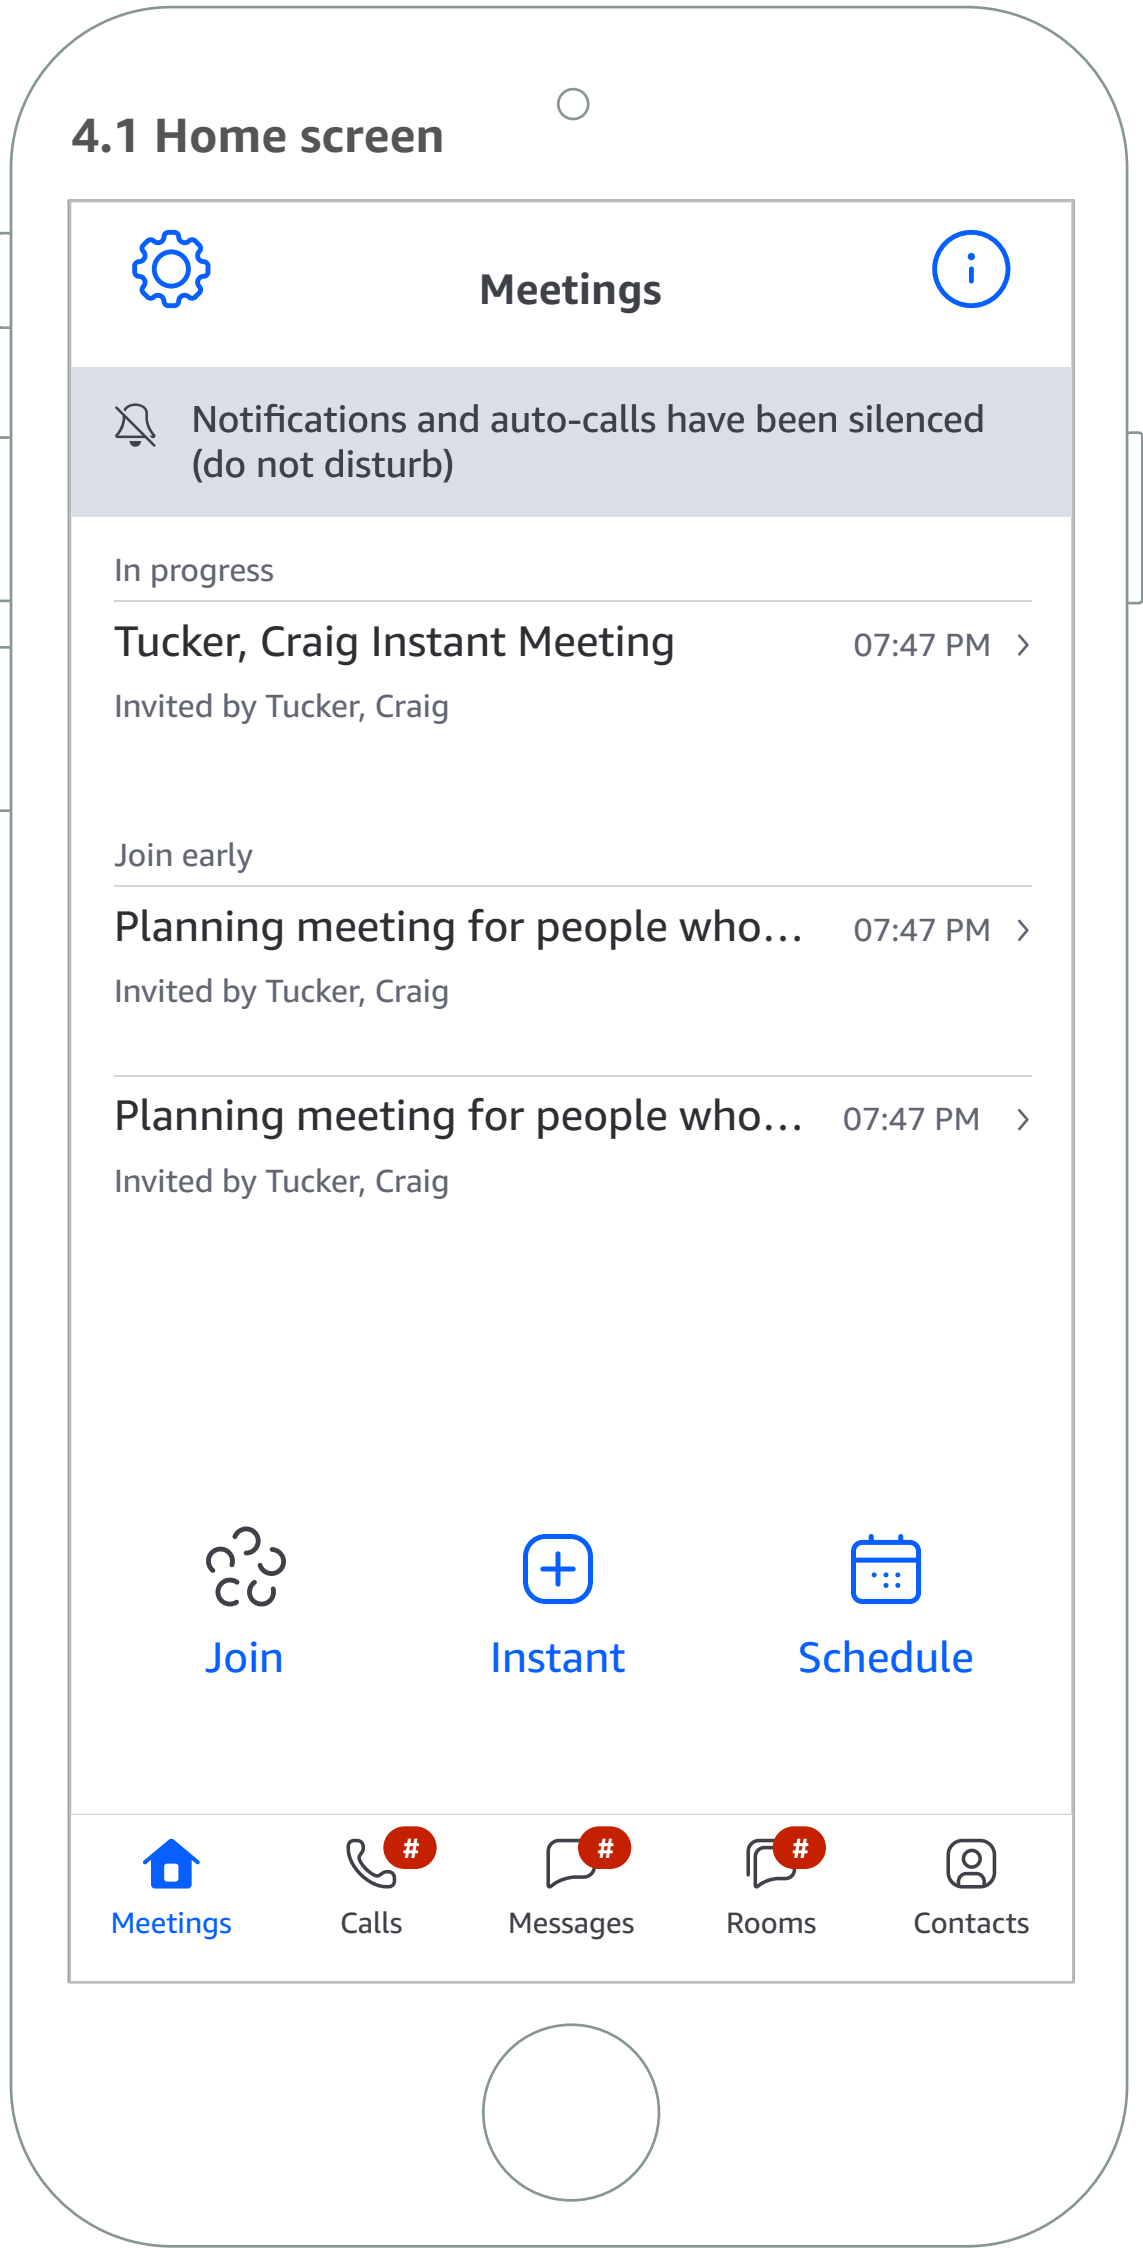 4.1 Home screen
Meetings
Notifications and auto-calls have been silenced
(do not disturb)
In progress
Tucker, Craig Instant Meeting 07:47 PM
Invited by Tucker, Craig
Join early
Planning meeting for people who... 07:47 PM
Invited by Tucker, Craig
Planning meeting for people who... 07:47 PM
Invited by Tucker, Craig
Join Instant Schedule
# # #
Meetings Calls Messages Rooms Contacts